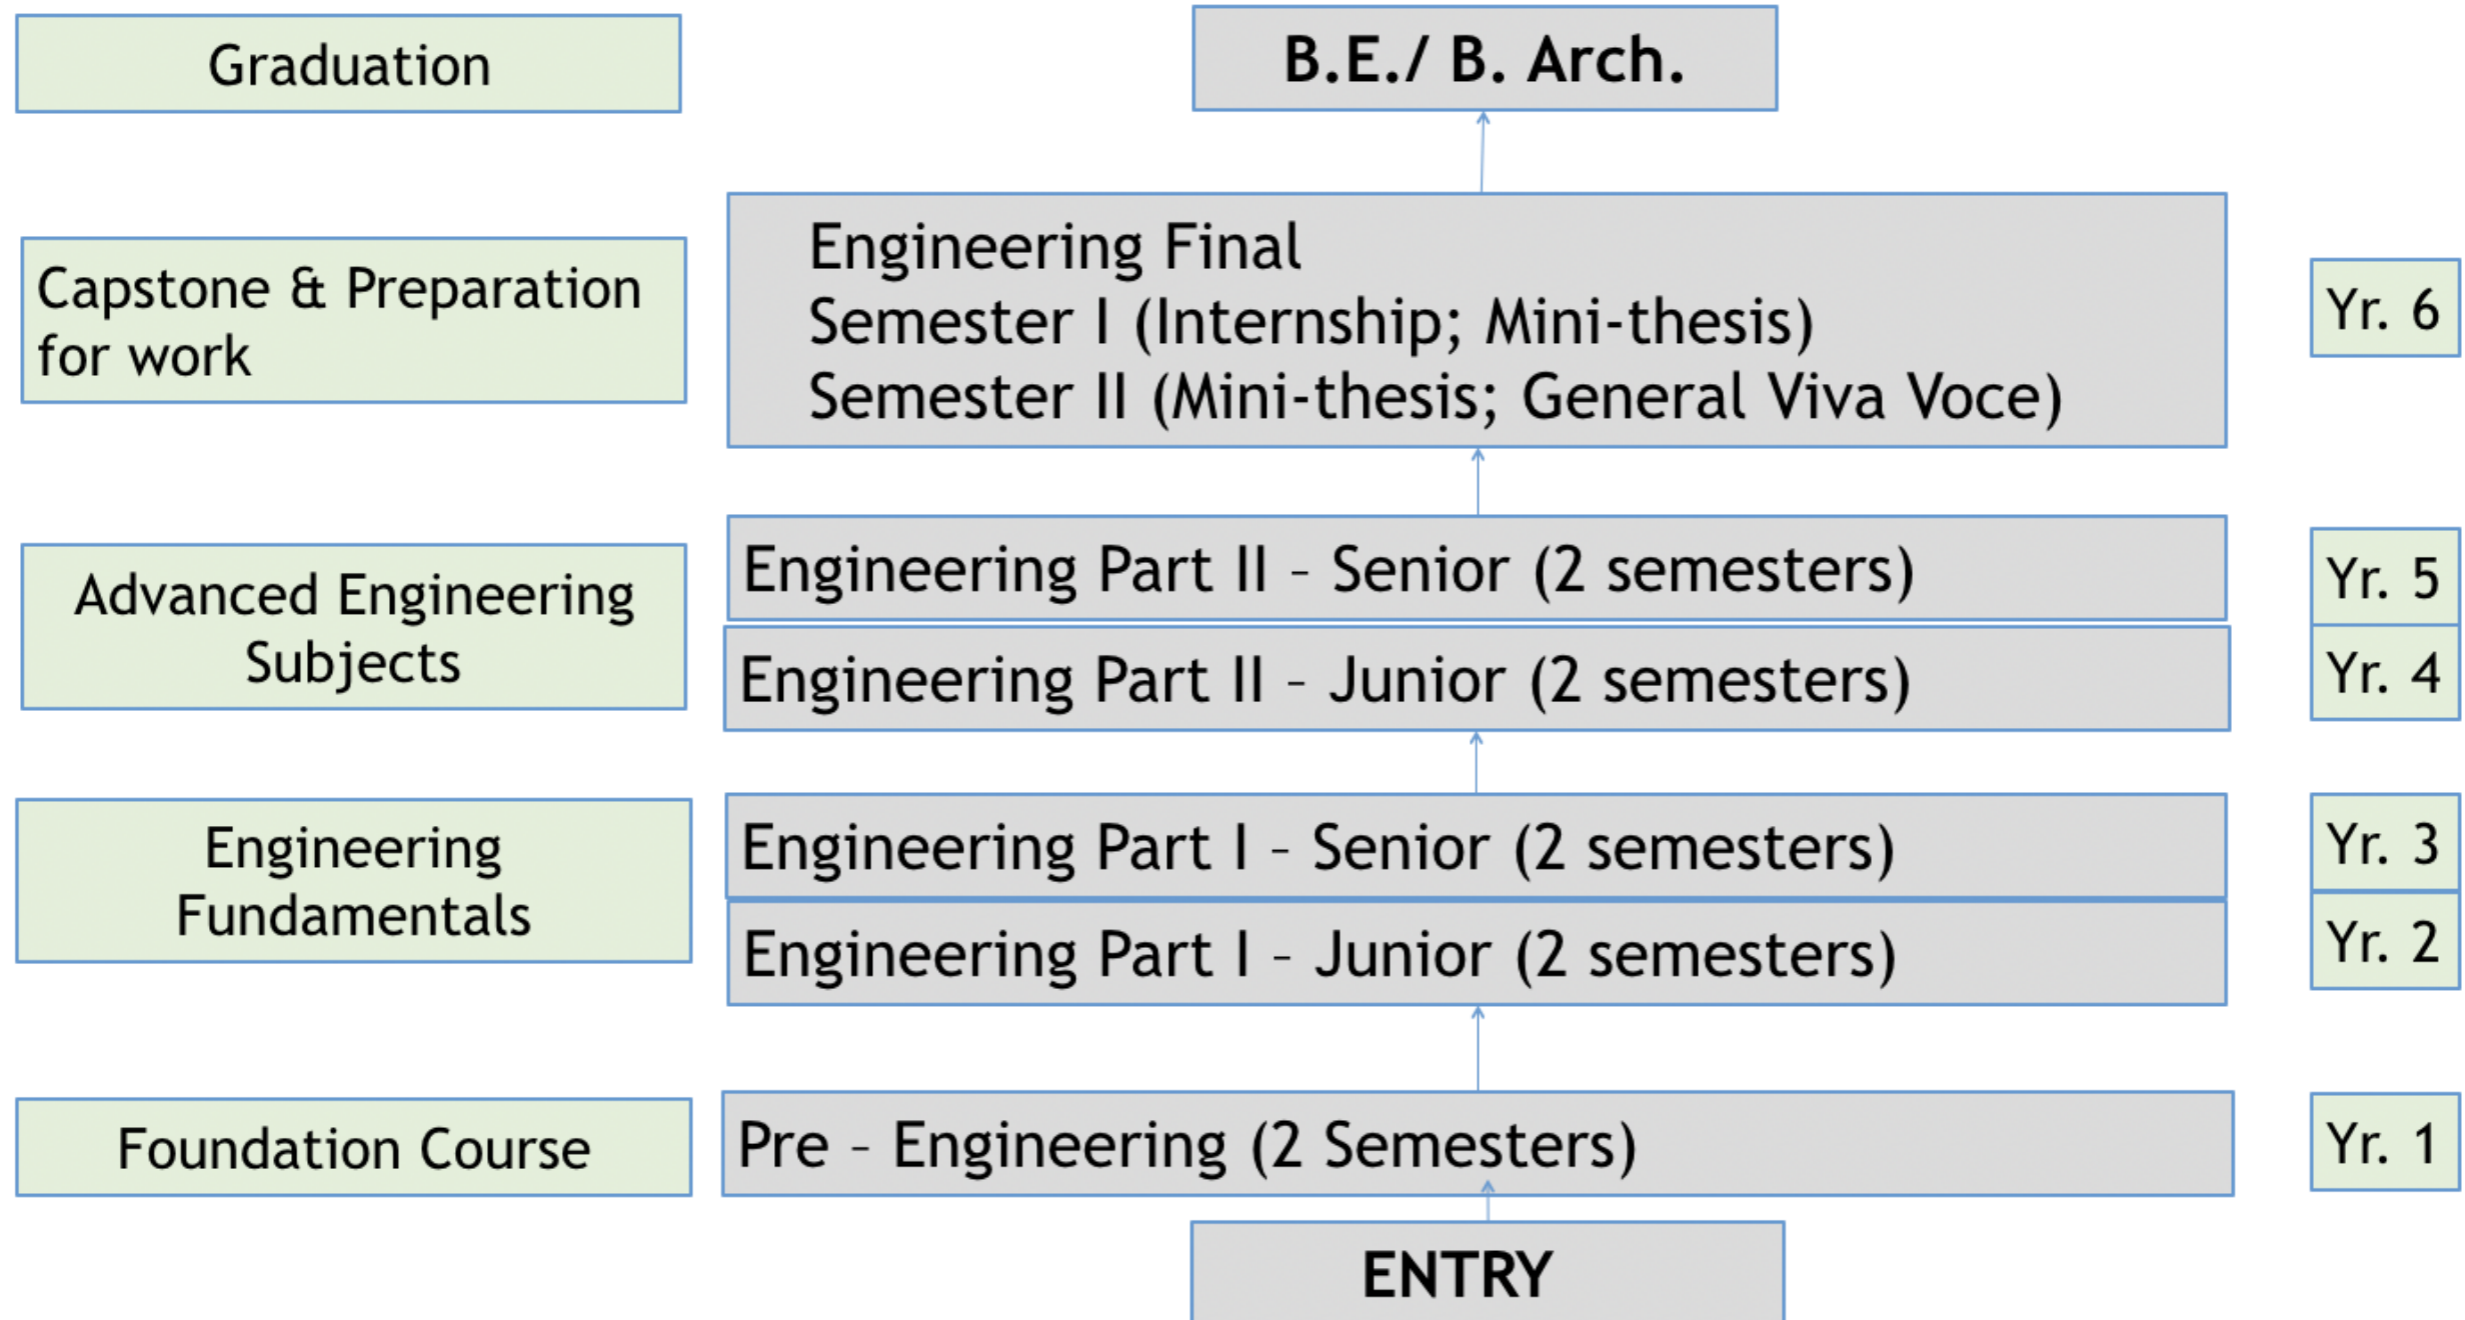 Graduation
B.E./ B. Arch.
Capstone & Preparation
for work
Engineering Final
Semester I (Internship; Mini-thesis)
Semester II (Mini-thesis; General Viva Voce)
Yr. 6
Advanced Engineering
Subjects
Engineering Part II – Senior (2 semesters)
Yr. 5
Engineering Part II – Junior (2 semesters)
Yr. 4
Engineering
Fundamentals
Engineering Part I – Senior (2 semesters)
Yr. 3
Engineering Part I – Junior (2 semesters)
Yr. 2
Foundation Course
Pre – Engineering (2 Semesters)
Yr. 1
ENTRY